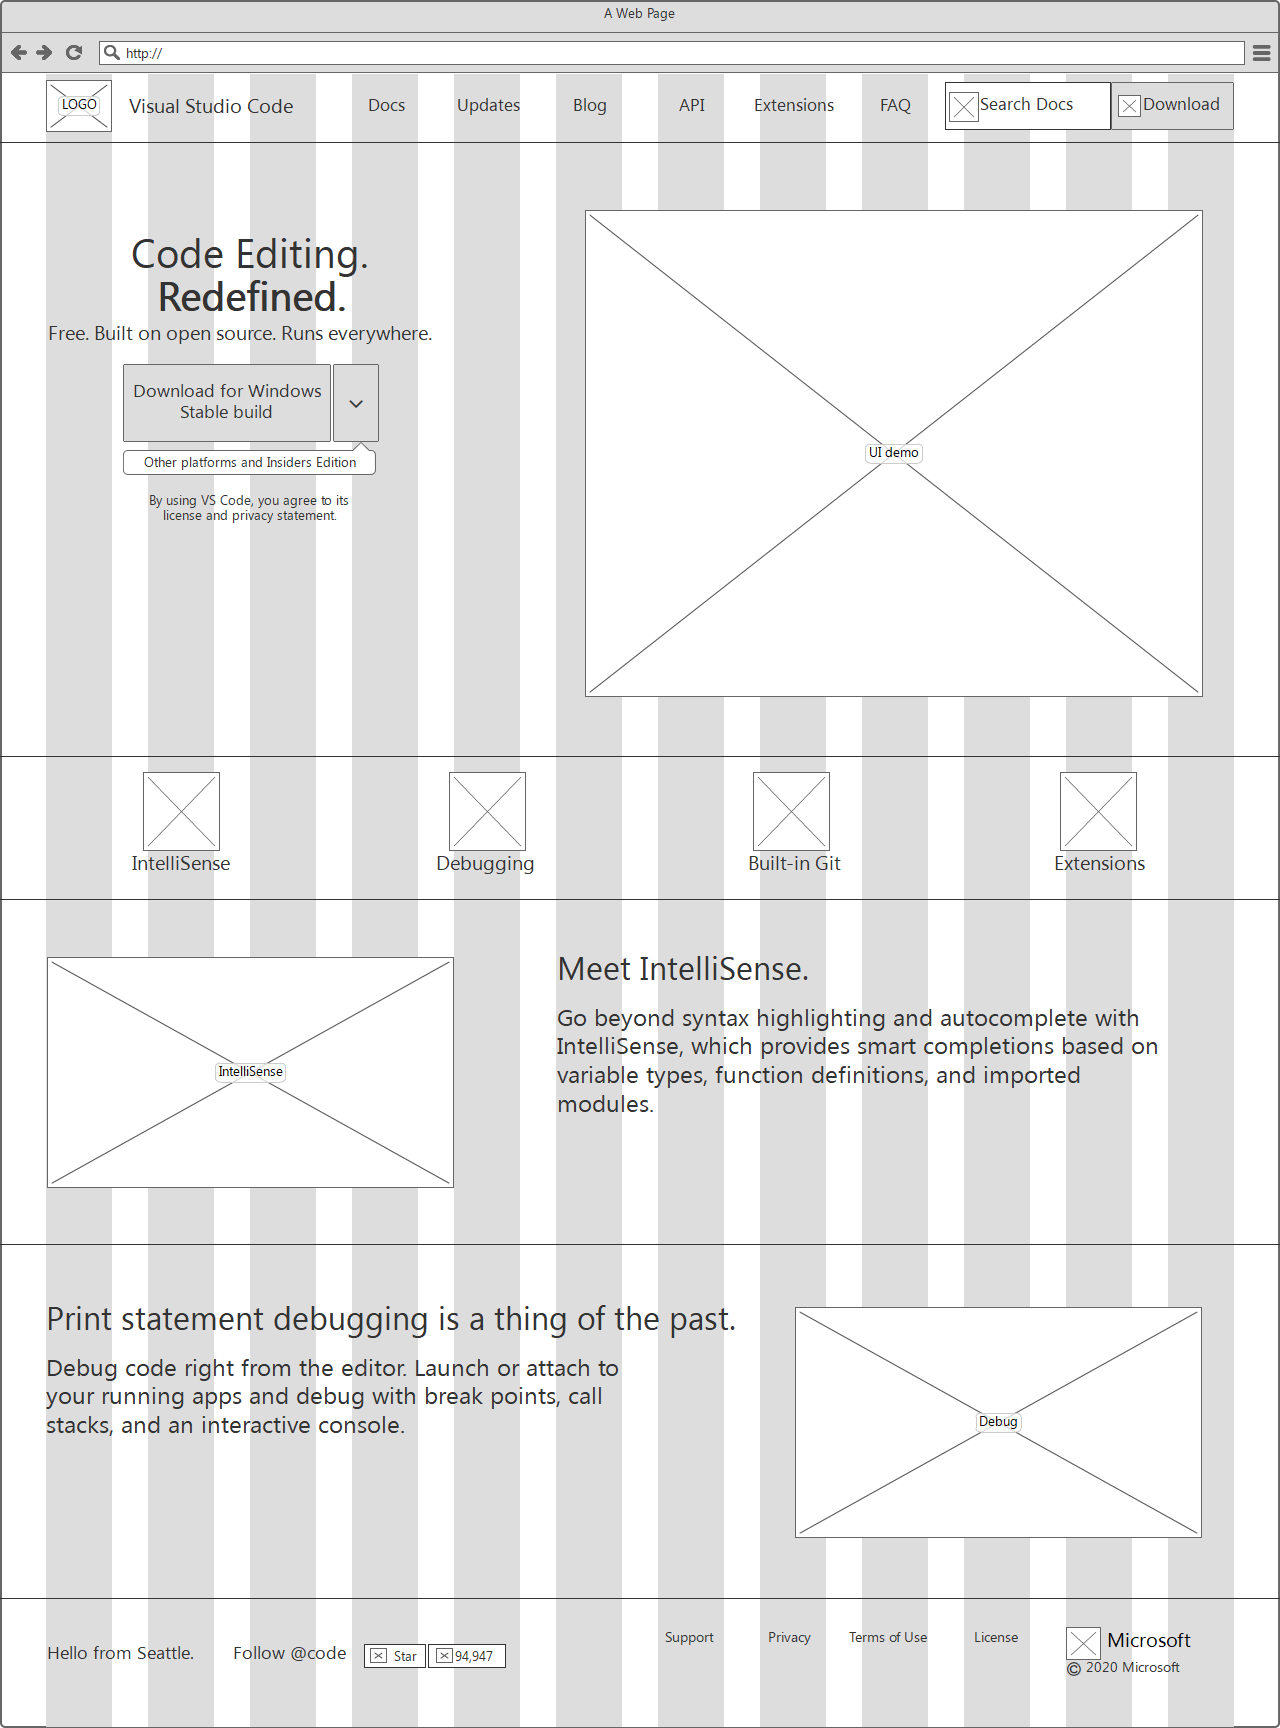 A Web Page
http://
LOGO
Visual Studio Code
Docs
Updates
Blog
API
Extensions
FAQ
Search Docs
Download
Code Editing.
Redefined.
Free. Built on open source. Runs everywhere.
Download for Windows
Stable build
Other platforms and Insiders Edition
By using VS Code, you agree to its
license and privacy statement.
UI demo
IntelliSense
Debugging
Built-in Git
Extensions
IntelliSense
Meet IntelliSense.
Go beyond syntax highlighting and autocomplete with
IntelliSense, which provides smart completions based on
variable types, function definitions, and imported
modules.
Print statement debugging is a thing of the past.
Debug code right from the editor. Launch or attach to
your running apps and debug with break points, call
stacks, and an interactive console.
Debug
Hello from Seattle.
Follow @code
Star
94,947
Support
Privacy
Terms of Use
License
Microsoft
© 2020 Microsoft